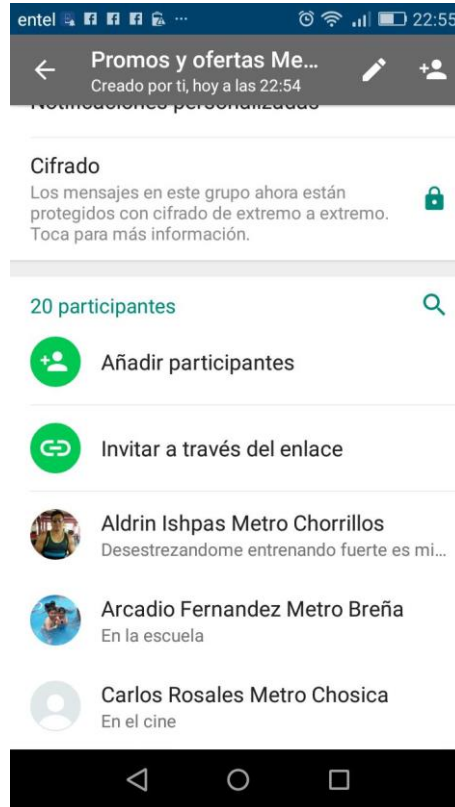 entel ... 22:55
Promos y ofertas Me...
Creado por ti, hoy a las 22:54
Notificaciones personalizadas
Cifrado
Los mensajes en este grupo ahora están
protegidos con cifrado de extremo a extremo.
Toca para más información.
20 participantes
Añadir participantes
Invitar a través del enlace
Aldrin Ishpas Metro Chorrillos
Desestrezandome entrenando fuerte es mi...
Arcadio Fernandez Metro Breña
En la escuela
Carlos Rosales Metro Chosica
En el cine